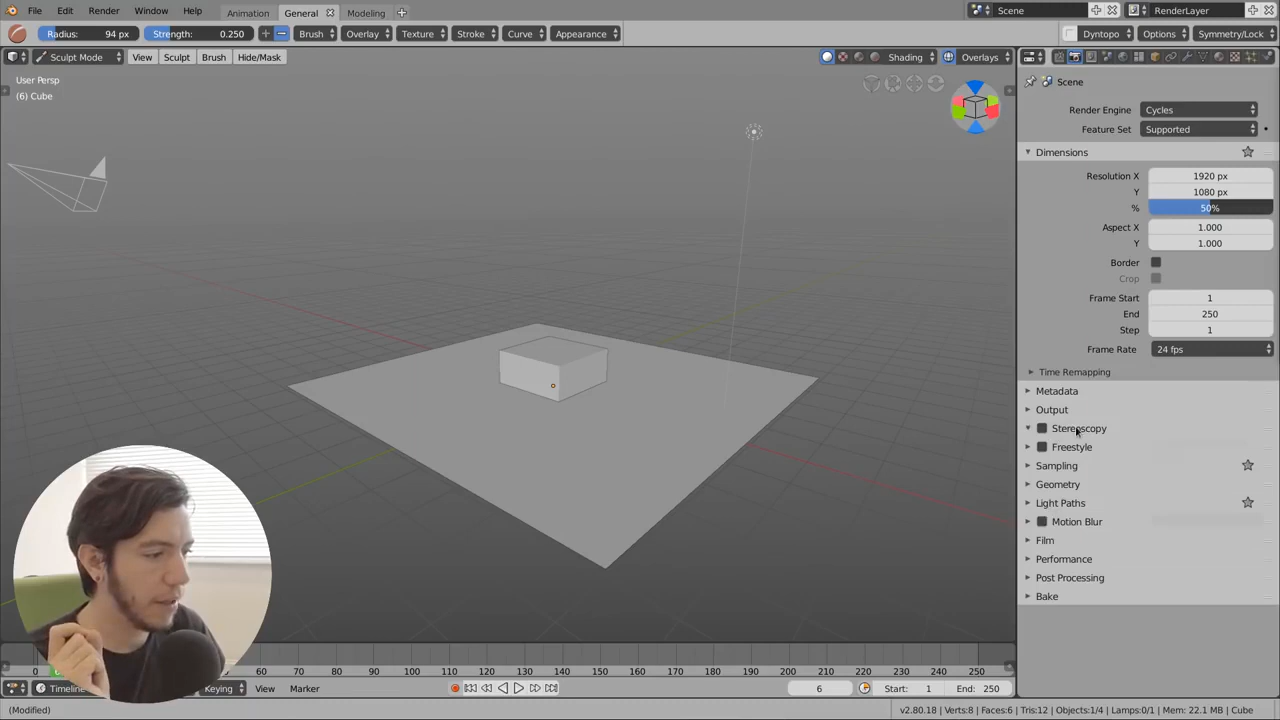 File Edit Render Window Help Animation General Modeling Scene RenderLayer
Radius: 94 px Strength: 0.250 Brush Overlay Texture Stroke Curve Appearance Dyntopo Options Symmetry/Lock
Sculpt Mode View Sculpt Brush Hide/Mask Shading Overlays
User Persp
(6) Cube
Scene
Render Engine Cycles
Feature Set Supported
Dimensions
Resolution X 1920 px
Y 1080 px
% 50%
Aspect X 1.000
Y 1.000
Border
Crop
Frame Start 1
End 250
Step 1
Frame Rate 24 fps
Time Remapping
Metadata
Output
Stereoscopy
Freestyle
Sampling
Geometry
Light Paths
Motion Blur
Film
Performance
Post Processing
Bake
0 60 70 80 90 100 110 120 130 140 150 160 170 180 190 200 210 220 230 240 250
Timeline Keying View Marker 6 Start: 1 End: 250
(Modified) v2.80.18 | Verts:8 | Faces:6 | Tris:12 | Objects:1/4 | Lamps:0/1 | Mem: 22.1 MB | Cube